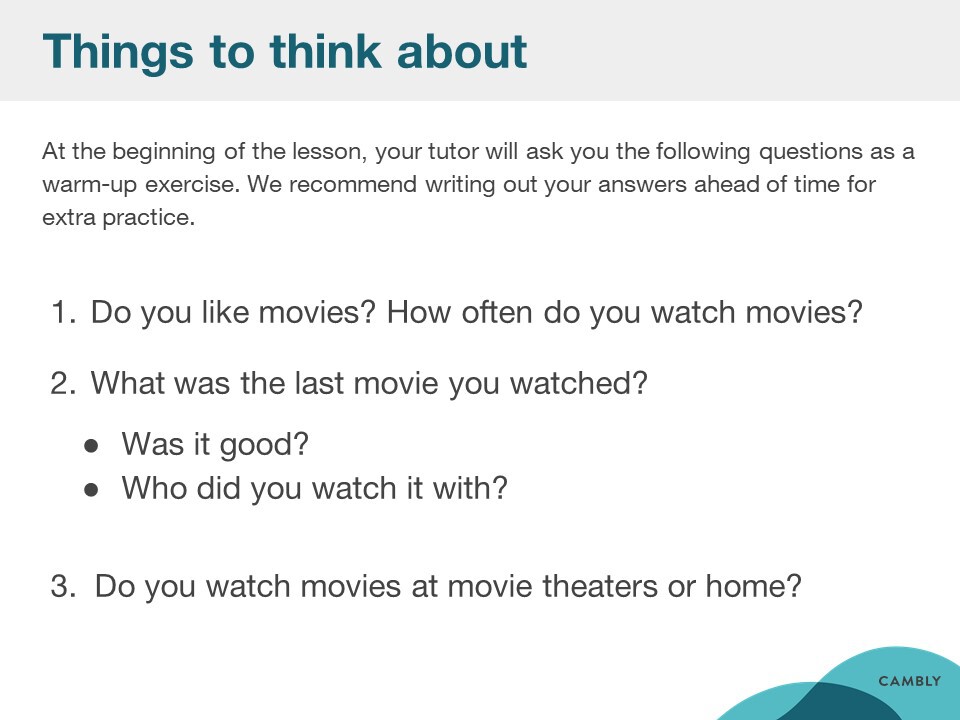 Things to think about
At the beginning of the lesson, your tutor will ask you the following questions as a
warm-up exercise. We recommend writing out your answers ahead of time for
extra practice.
1. Do you like movies? How often do you watch movies?
2. What was the last movie you watched?
● Was it good?
● Who did you watch it with?
3. Do you watch movies at movie theaters or home?
CAMBLY